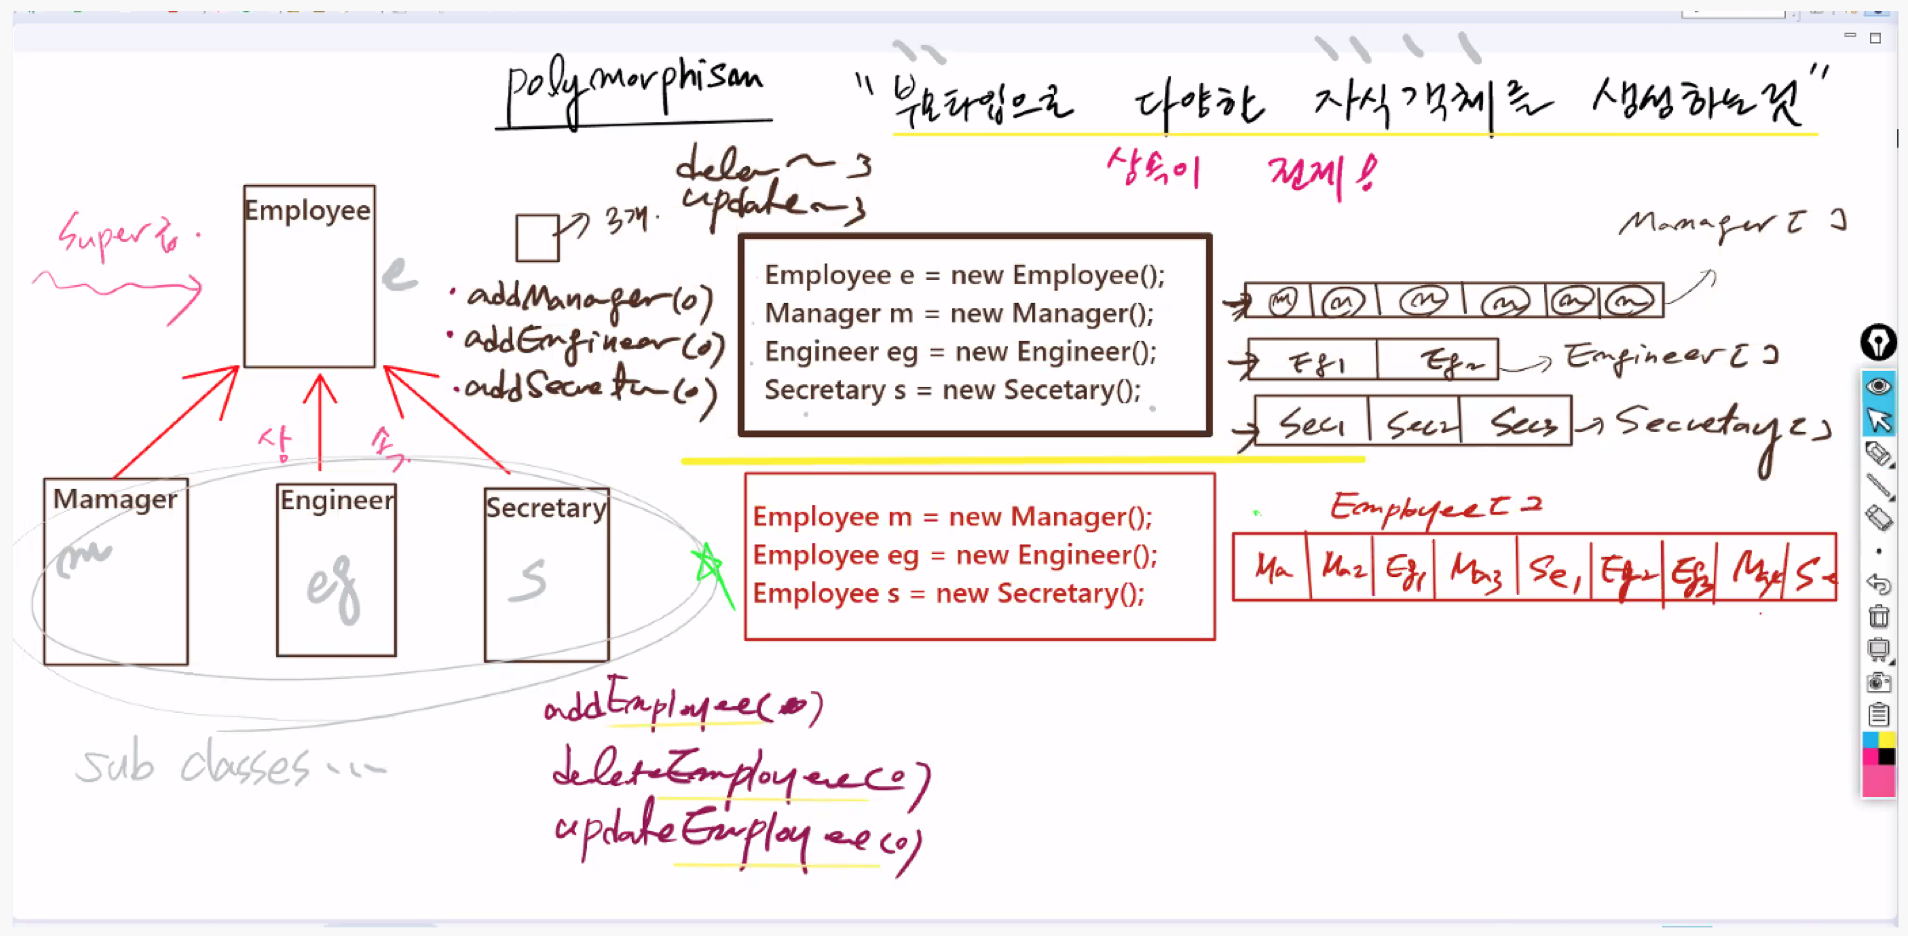 polymorphism "부모타입으로 다양한 자식객체를 생성하는것"
상속이 전제!
update~3
Employee
Super
e
3개.
· addManager(o)
· addEngineer(o)
· addSecretar(o)
Employee e = new Employee();
Manager m = new Manager();
Engineer eg = new Engineer();
Secretary s = new Secetary();
Manager[ ]
m m m m m m
Eg1 Eg2
Engineer[ ]
Sec1 Sec2 Sec3
Secretary[ ]
상 속
Mamager
m
Engineer
eg
Secretary
s
sub classes...
Employee m = new Manager();
Employee eg = new Engineer();
Employee s = new Secretary();
Employee[ ]
Ma Ma2 Eg1 Ma3 Se1 Eg2 Eg3 Ma4 Se
addEmployee(o)
deleteEmployee(o)
updateEmployee(o)